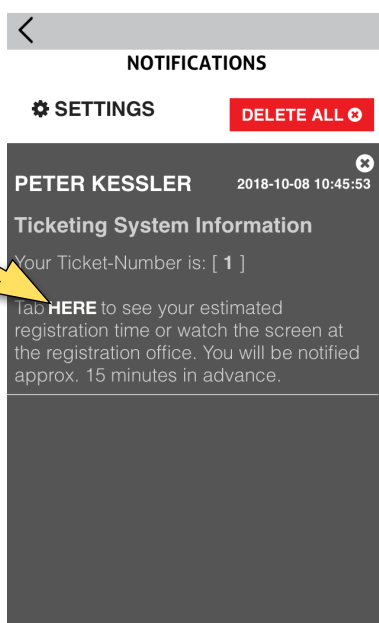 NOTIFICATIONS
SETTINGS
DELETE ALL
PETER KESSLER
2018-10-08 10:45:53
Ticketing System Information
Your Ticket-Number is: [ 1 ]
Tab HERE to see your estimated
registration time or watch the screen at
the registration office. You will be notified
approx. 15 minutes in advance.